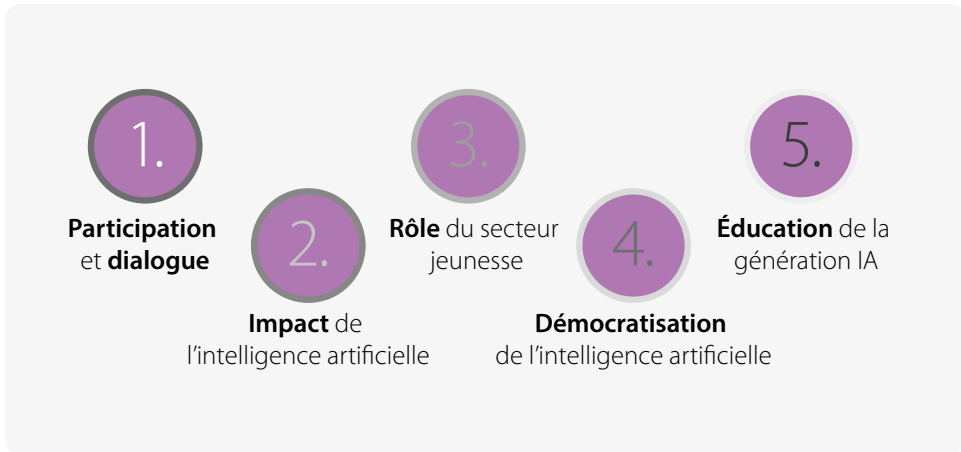 1.
Participation
et dialogue
2.
Impact de
l'intelligence artificielle
3.
Rôle du secteur
jeunesse
4.
Démocratisation
de l'intelligence artificielle
5.
Éducation de la
génération IA